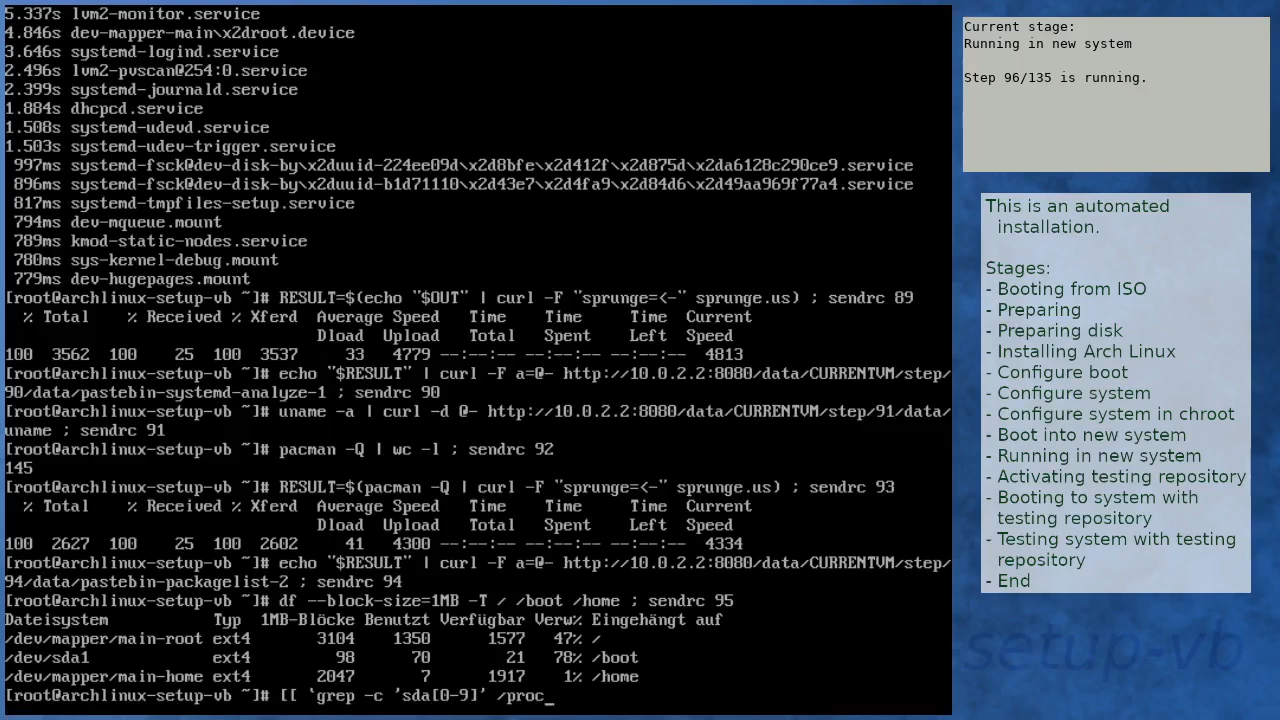 5.337s lvm2-monitor.service
4.846s dev-mapper-main\x2droot.device
3.646s systemd-logind.service
2.496s lvm2-pvscan@254:0.service
2.399s systemd-journald.service
1.884s dhcpcd.service
1.508s systemd-udevd.service
1.503s systemd-udev-trigger.service
 997ms systemd-fsck@dev-disk-by\x2duuid-224ee09d\x2d8bfe\x2d412f\x2d875d\x2da6128c290ce9.service
 896ms systemd-fsck@dev-disk-by\x2duuid-b1d71110\x2d43e7\x2d4fa9\x2d84d6\x2d49aa969f77a4.service
 817ms systemd-tmpfiles-setup.service
 794ms dev-mqueue.mount
 789ms kmod-static-nodes.service
 780ms sys-kernel-debug.mount
 779ms dev-hugepages.mount
[root@archlinux-setup-vb ~]# RESULT=$(echo "$OUT" | curl -F "sprunge=<-" sprunge.us) ; sendrc 89
  % Total    % Received % Xferd  Average Speed   Time    Time     Time  Current
                                 Dload  Upload   Total   Spent    Left  Speed
100  3562  100    25  100  3537     33   4779 --:--:-- --:--:-- --:--:--  4813
[root@archlinux-setup-vb ~]# echo "$RESULT" | curl -F a=@- http://10.0.2.2:8080/data/CURRENTVM/step/
90/data/pastebin-systemd-analyze-1 ; sendrc 90
[root@archlinux-setup-vb ~]# uname -a | curl -d @- http://10.0.2.2:8080/data/CURRENTVM/step/91/data/
uname ; sendrc 91
[root@archlinux-setup-vb ~]# pacman -Q | wc -l ; sendrc 92
145
[root@archlinux-setup-vb ~]# RESULT=$(pacman -Q | curl -F "sprunge=<-" sprunge.us) ; sendrc 93
  % Total    % Received % Xferd  Average Speed   Time    Time     Time  Current
                                 Dload  Upload   Total   Spent    Left  Speed
100  2627  100    25  100  2602     41   4300 --:--:-- --:--:-- --:--:--  4334
[root@archlinux-setup-vb ~]# echo "$RESULT" | curl -F a=@- http://10.0.2.2:8080/data/CURRENTVM/step/
94/data/pastebin-packagelist-2 ; sendrc 94
[root@archlinux-setup-vb ~]# df --block-size=1MB -T / /boot /home ; sendrc 95
Dateisystem           Typ  1MB-Blöcke Benutzt Verfügbar Verw% Eingehängt auf
/dev/mapper/main-root ext4       3104    1350      1577   47% /
/dev/sda1             ext4         98      70        21   78% /boot
/dev/mapper/main-home ext4       2047       7      1917    1% /home
[root@archlinux-setup-vb ~]# [[ `grep -c 'sda[0-9]' /proc_
Current stage:
Running in new system
Step 96/135 is running.
This is an automated
installation.
Stages:
- Booting from ISO
- Preparing
- Preparing disk
- Installing Arch Linux
- Configure boot
- Configure system
- Configure system in chroot
- Boot into new system
- Running in new system
- Activating testing repository
- Booting to system with
testing repository
- Testing system with testing
repository
- End
setup-vb